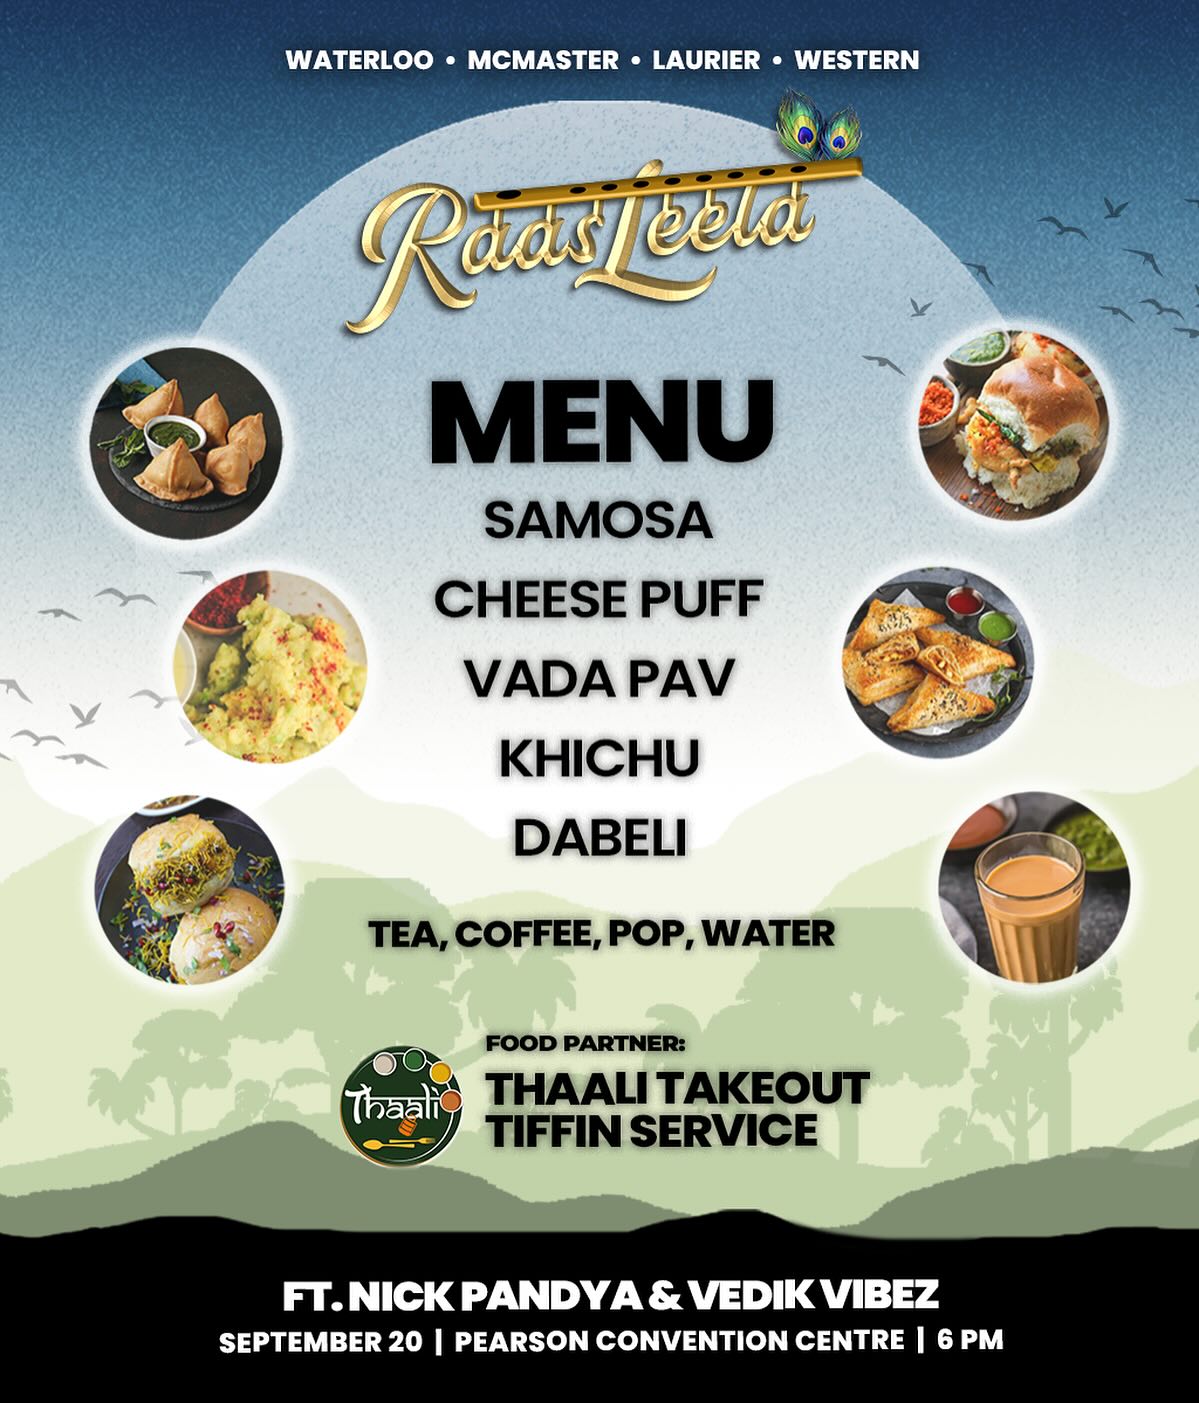 WATERLOO • MCMASTER • LAURIER • WESTERN
RaasLeela
MENU
SAMOSA
CHEESE PUFF
VADA PAV
KHICHU
DABELI
TEA, COFFEE, POP, WATER
FOOD PARTNER:
Thaali
THAALI TAKEOUT
TIFFIN SERVICE
FT. NICK PANDYA & VEDIK VIBEZ
SEPTEMBER 20 | PEARSON CONVENTION CENTRE | 6 PM